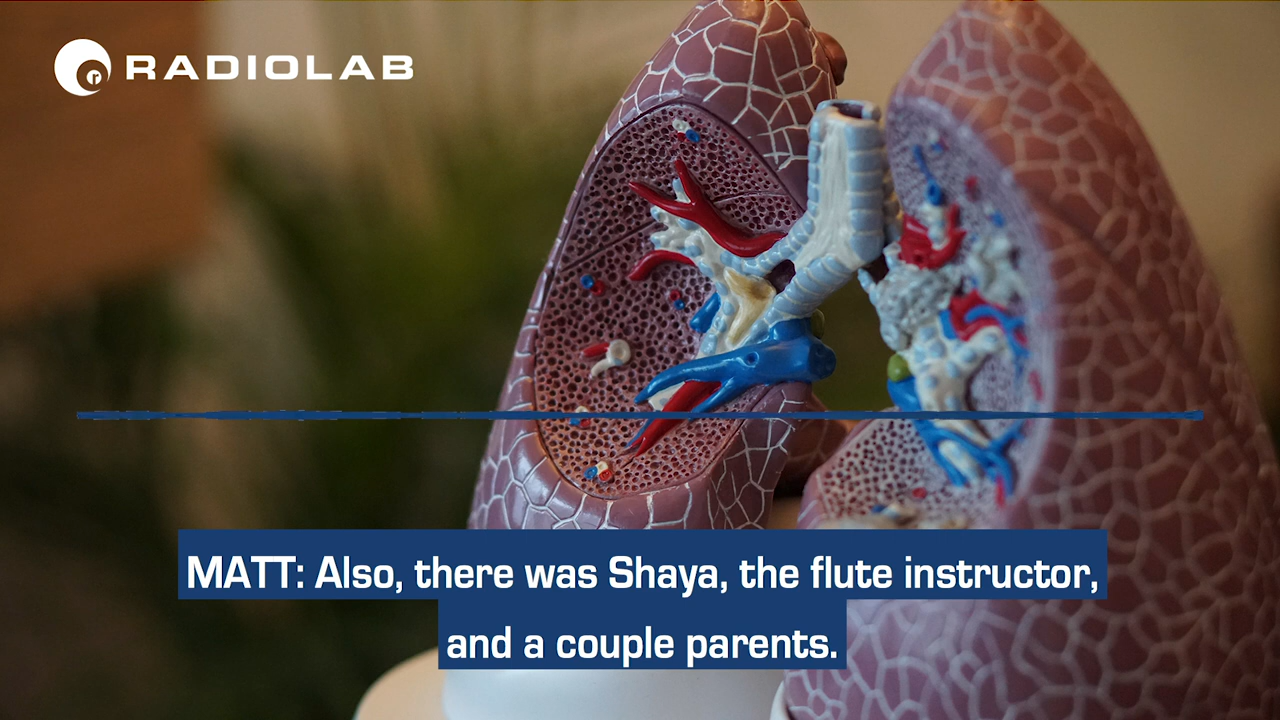 RADIOLAB
MATT: Also, there was Shaya, the flute instructor,
and a couple parents.